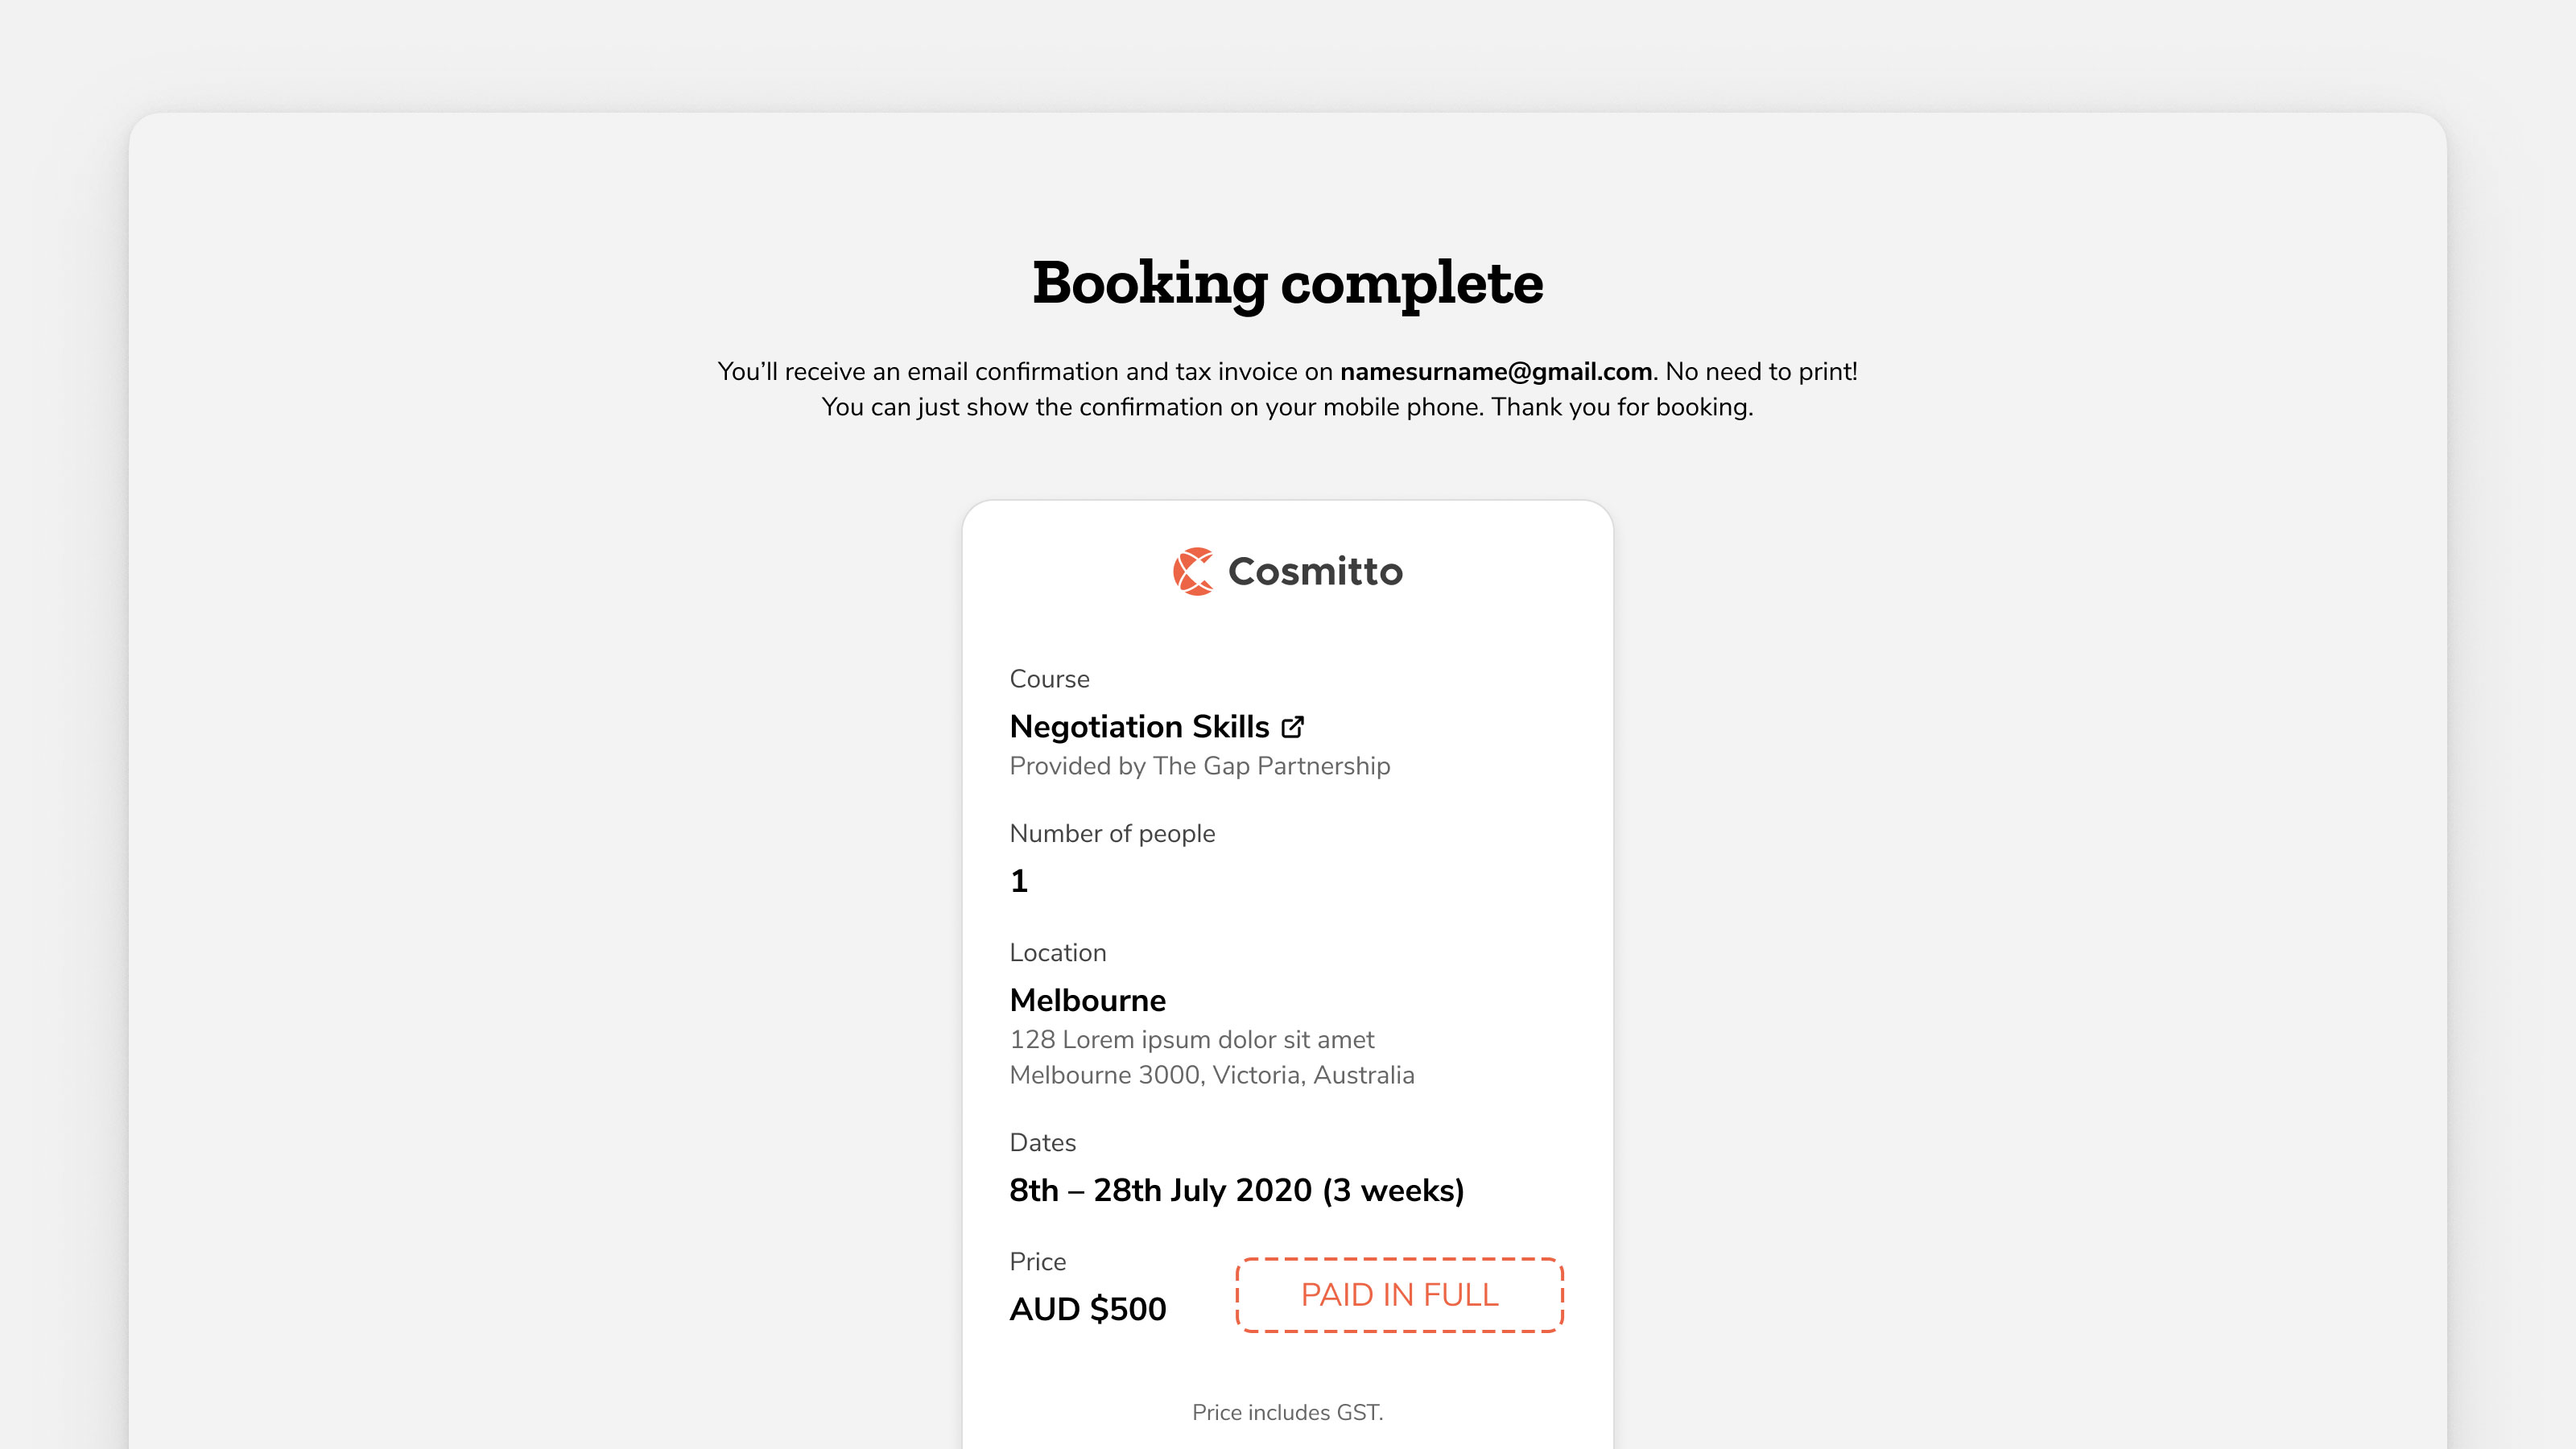 Booking complete
You’ll receive an email confirmation and tax invoice on namesurname@gmail.com. No need to print!
You can just show the confirmation on your mobile phone. Thank you for booking.
Cosmitto
Course
Negotiation Skills
Provided by The Gap Partnership
Number of people
1
Location
Melbourne
128 Lorem ipsum dolor sit amet
Melbourne 3000, Victoria, Australia
Dates
8th – 28th July 2020 (3 weeks)
Price
AUD $500
PAID IN FULL
Price includes GST.